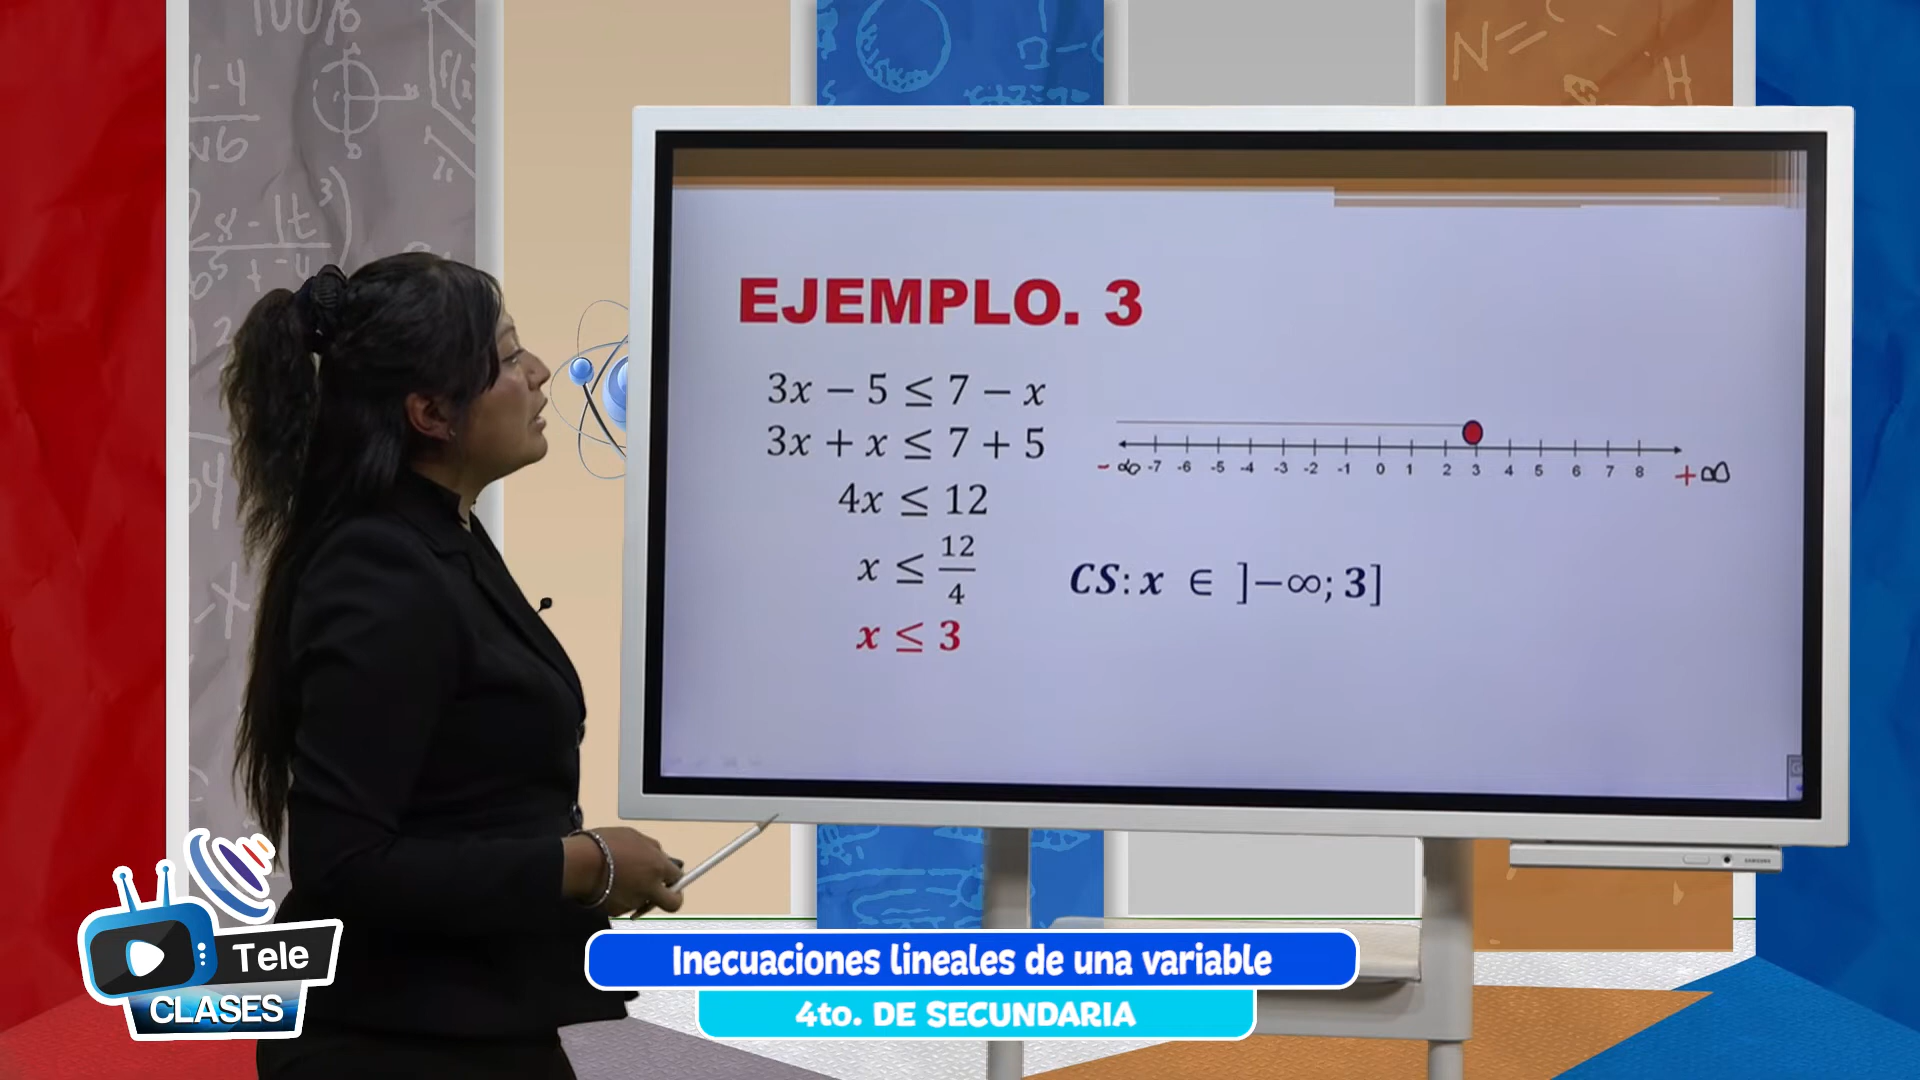 EJEMPLO. 3
3x − 5 ≤ 7 − x
3x + x ≤ 7 + 5
4x ≤ 12
x ≤ 12/4
x ≤ 3
- ∞ -7 -6 -5 -4 -3 -2 -1 0 1 2 3 4 5 6 7 8 + ∞
CS: x ∈ ]−∞; 3]
SAMSUNG
Tele
CLASES
Inecuaciones lineales de una variable
4to. DE SECUNDARIA